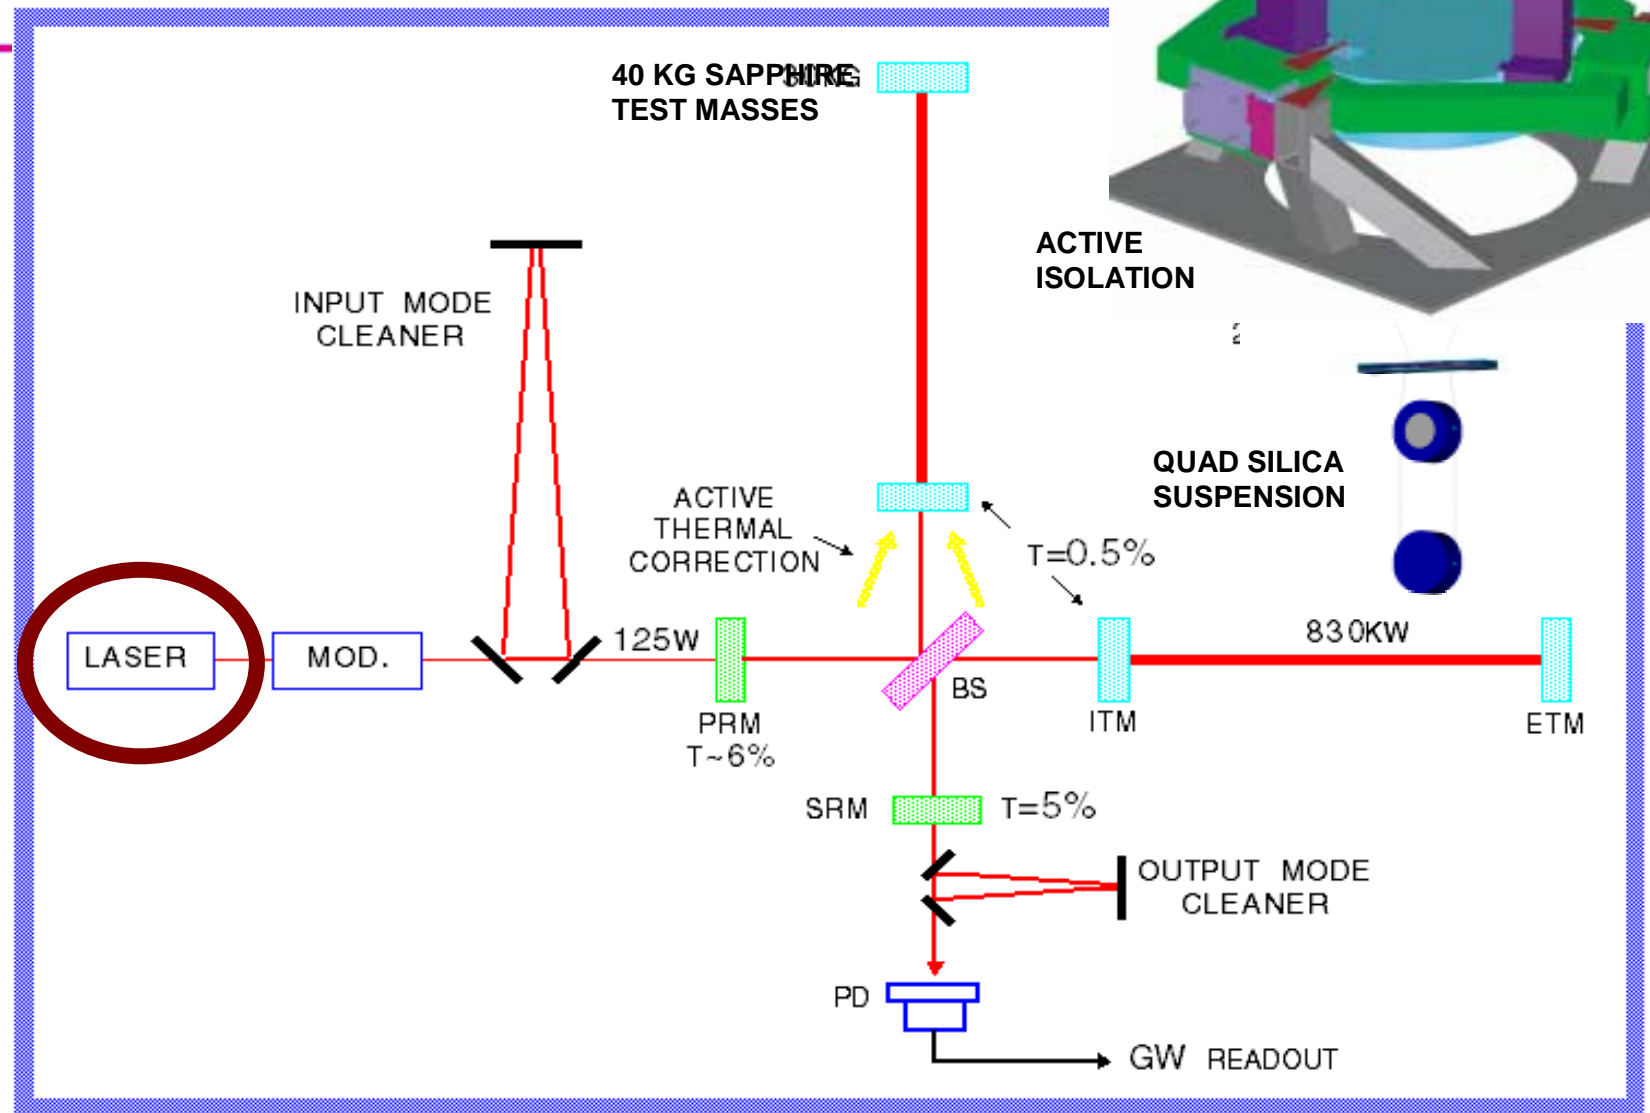 40 KG SAPPHIRE
TEST MASSES
ACTIVE
ISOLATION
INPUT MODE
CLEANER
QUAD SILICA
SUSPENSION
ACTIVE
THERMAL
CORRECTION
T=0.5%
LASER
MOD.
125W
830KW
BS
PRM
T~6%
ITM
ETM
SRM
T=5%
OUTPUT MODE
CLEANER
PD
GW READOUT